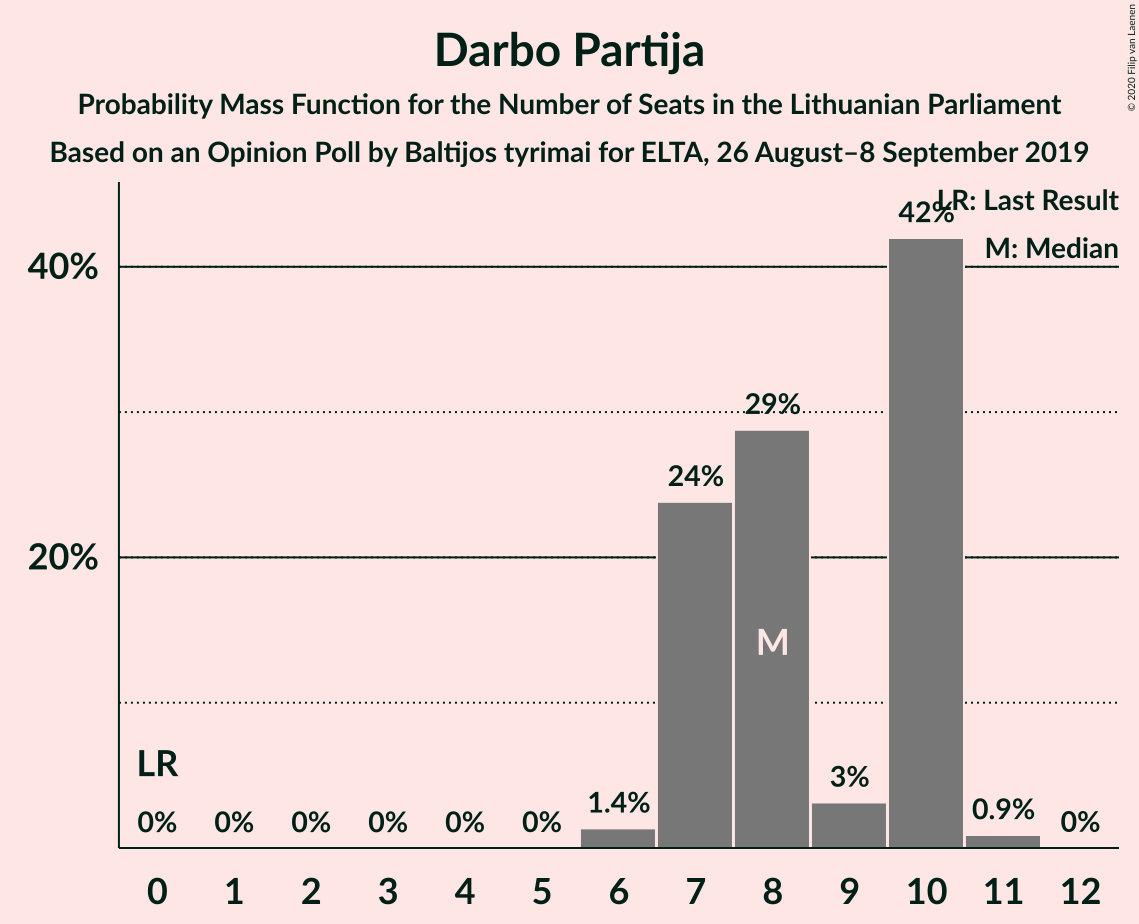 Darbo Partija
Probability Mass Function for the Number of Seats in the Lithuanian Parliament
Based on an Opinion Poll by Baltijos tyrimai for ELTA, 26 August–8 September 2019
© 2020 Filip van Laenen
LR: Last Result
M: Median
42%
40%
29%
24%
20%
M
LR
3%
1.4%
0.9%
0% 0% 0% 0% 0% 0% 0%
0 1 2 3 4 5 6 7 8 9 10 11 12